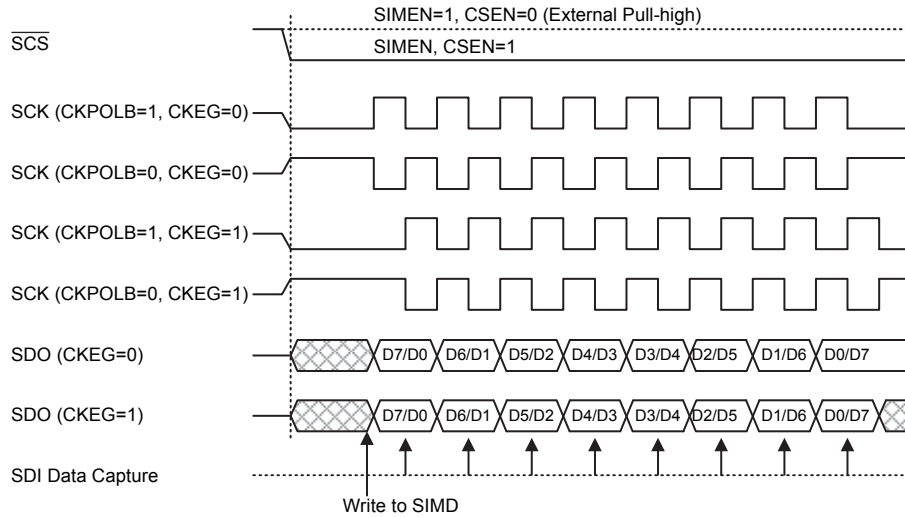 SIMEN=1, CSEN=0 (External Pull-high)
SCS
SIMEN, CSEN=1
SCK (CKPOLB=1, CKEG=0)
SCK (CKPOLB=0, CKEG=0)
SCK (CKPOLB=1, CKEG=1)
SCK (CKPOLB=0, CKEG=1)
SDO (CKEG=0) D7/D0 D6/D1 D5/D2 D4/D3 D3/D4 D2/D5 D1/D6 D0/D7
SDO (CKEG=1) D7/D0 D6/D1 D5/D2 D4/D3 D3/D4 D2/D5 D1/D6 D0/D7
SDI Data Capture
Write to SIMD